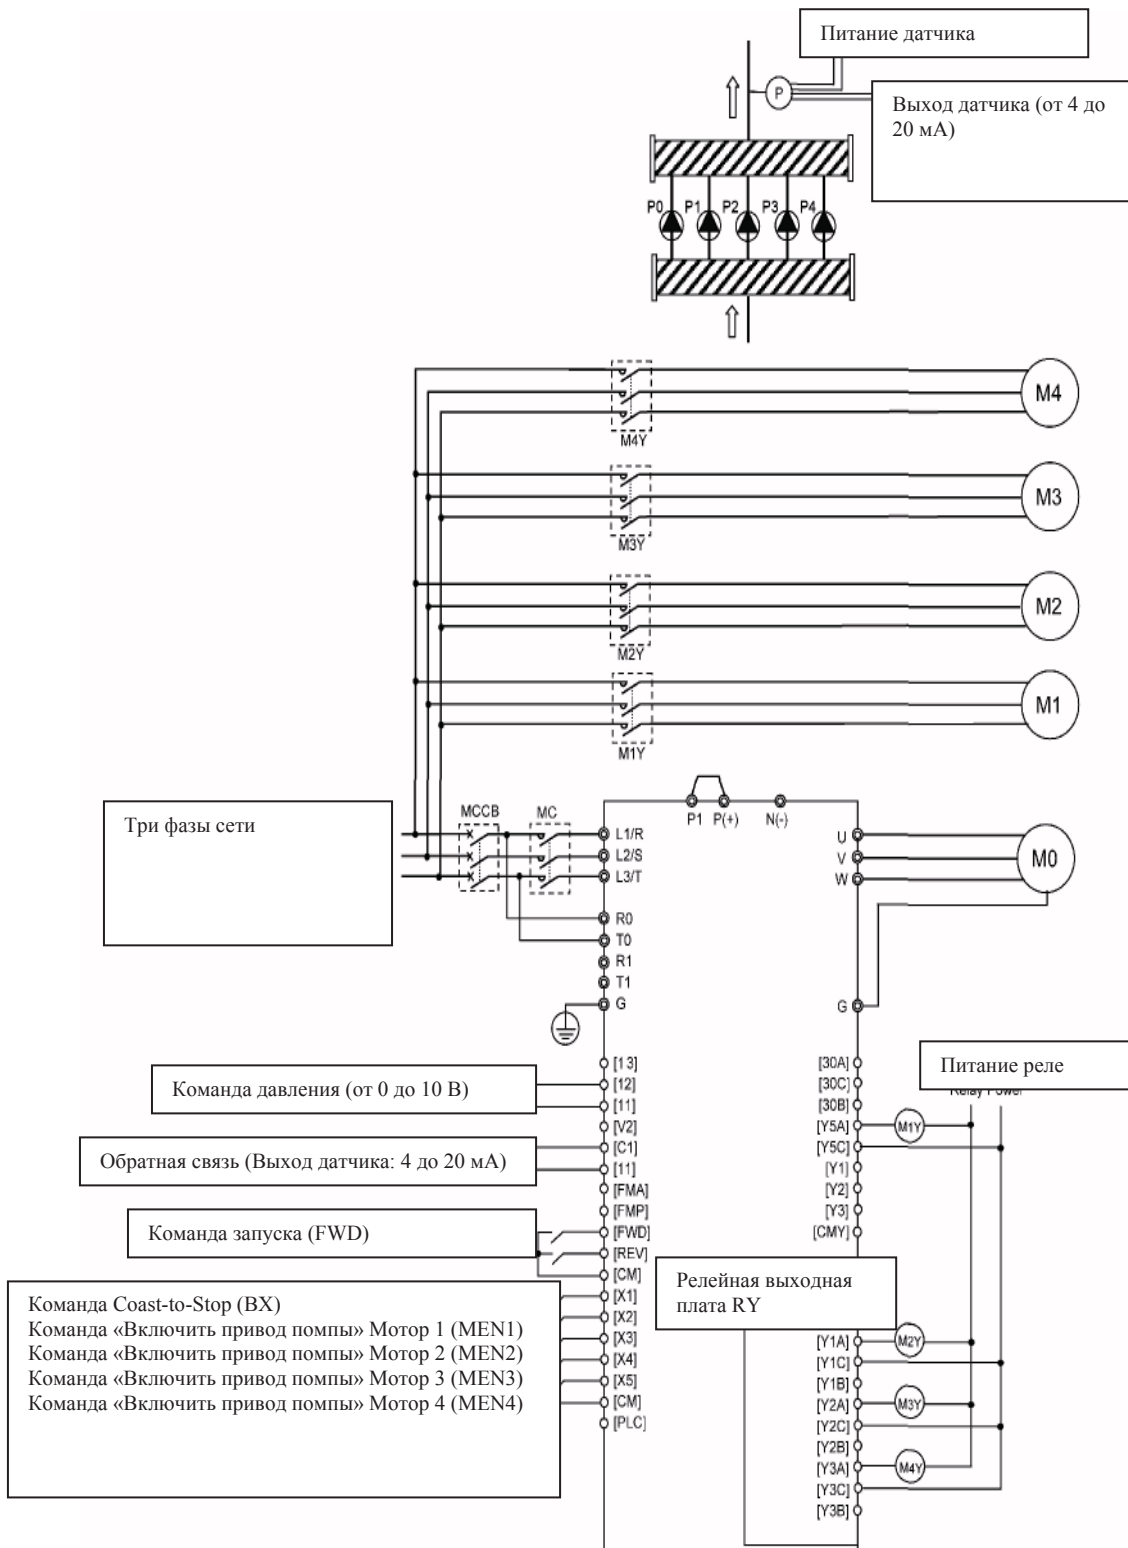 Питание датчика
P
Выход датчика (от 4 до
20 мА)
P0 P1 P2 P3 P4
M4
M4Y
M3
M3Y
M2
M2Y
M1
M1Y
Три фазы сети
MCCB
MC
P1 P(+) N(-)
L1/R
L2/S
L3/T
R0
T0
R1
T1
G
U
V
W
M0
G
Команда давления (от 0 до 10 В)
Обратная связь (Выход датчика: 4 до 20 мА)
Команда запуска (FWD)
Команда Coast-to-Stop (BX)
Команда «Включить привод помпы» Мотор 1 (MEN1)
Команда «Включить привод помпы» Мотор 2 (MEN2)
Команда «Включить привод помпы» Мотор 3 (MEN3)
Команда «Включить привод помпы» Мотор 4 (MEN4)
[13]
[12]
[11]
[V2]
[C1]
[11]
[FMA]
[FMP]
[FWD]
[REV]
[CM]
[X1]
[X2]
[X3]
[X4]
[X5]
[CM]
[PLC]
Питание реле
Relay Power
[30A]
[30C]
[30B]
[Y5A]
M1Y
[Y5C]
[Y1]
[Y2]
[Y3]
[CMY]
Релейная выходная
плата RY
[Y1A]
M2Y
[Y1C]
[Y1B]
[Y2A]
M3Y
[Y2C]
[Y2B]
[Y3A]
M4Y
[Y3C]
[Y3B]